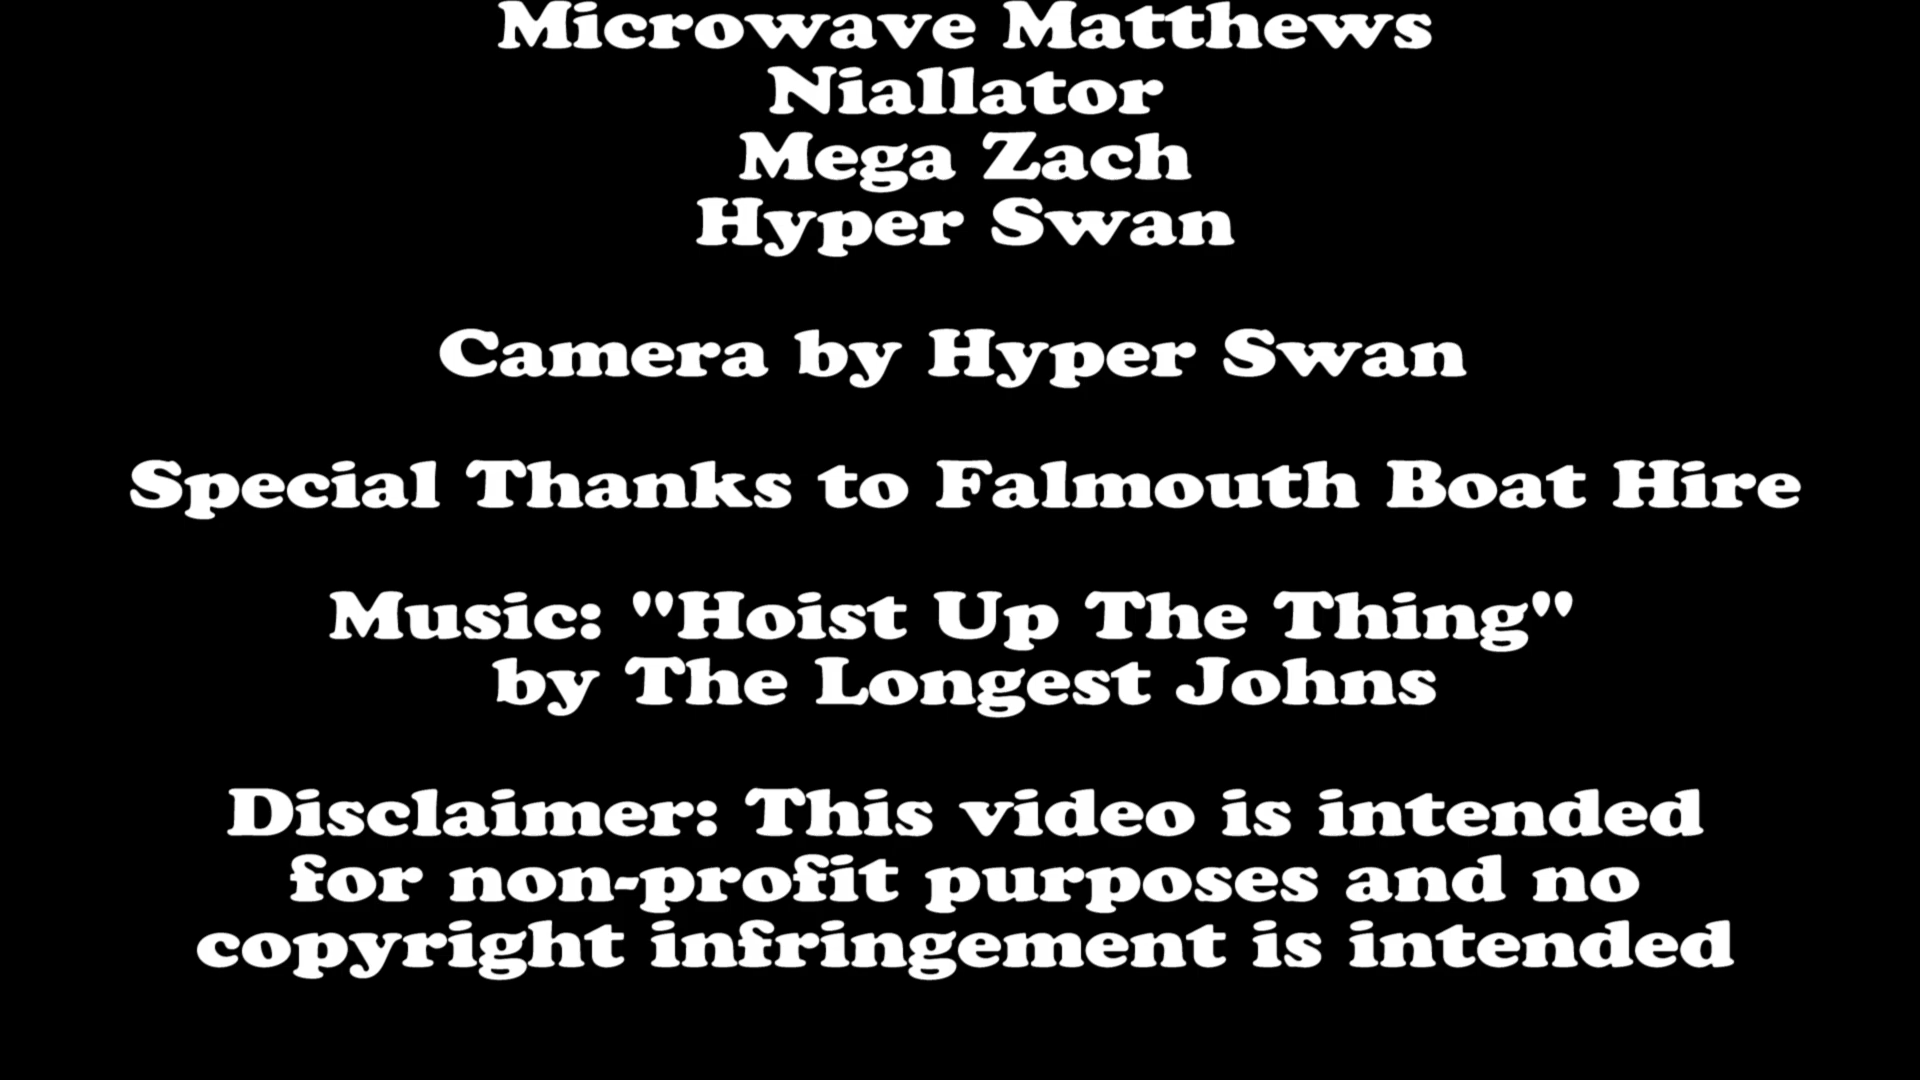 Microwave Matthews
Niallator
Mega Zach
Hyper Swan
Camera by Hyper Swan
Special Thanks to Falmouth Boat Hire
Music: "Hoist Up The Thing"
by The Longest Johns
Disclaimer: This video is intended
for non-profit purposes and no
copyright infringement is intended